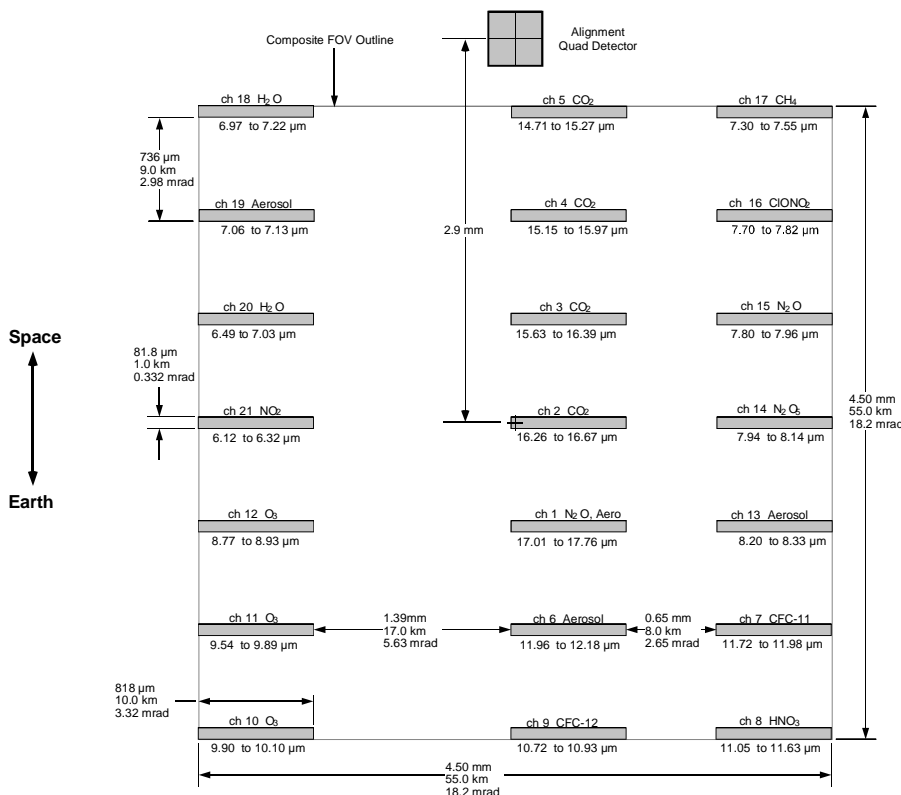 Composite FOV Outline
Alignment
Quad Detector
ch 18 H₂O
6.97 to 7.22 µm
ch 5 CO₂
14.71 to 15.27 µm
ch 17 CH₄
7.30 to 7.55 µm
736 µm
9.0 km
2.98 mrad
ch 19 Aerosol
7.06 to 7.13 µm
ch 4 CO₂
15.15 to 15.97 µm
ch 16 ClONO₂
7.70 to 7.82 µm
2.9 mm
ch 20 H₂O
6.49 to 7.03 µm
ch 3 CO₂
15.63 to 16.39 µm
ch 15 N₂O
7.80 to 7.96 µm
Space
Earth
81.8 µm
1.0 km
0.332 mrad
ch 21 NO₂
6.12 to 6.32 µm
ch 2 CO₂
16.26 to 16.67 µm
ch 14 N₂O₅
7.94 to 8.14 µm
4.50 mm
55.0 km
18.2 mrad
ch 12 O₃
8.77 to 8.93 µm
ch 1 N₂O, Aero
17.01 to 17.76 µm
ch 13 Aerosol
8.20 to 8.33 µm
ch 11 O₃
9.54 to 9.89 µm
1.39mm
17.0 km
5.63 mrad
ch 6 Aerosol
11.96 to 12.18 µm
0.65 mm
8.0 km
2.65 mrad
ch 7 CFC-11
11.72 to 11.98 µm
818 µm
10.0 km
3.32 mrad
ch 10 O₃
9.90 to 10.10 µm
ch 9 CFC-12
10.72 to 10.93 µm
ch 8 HNO₃
11.05 to 11.63 µm
4.50 mm
55.0 km
18.2 mrad